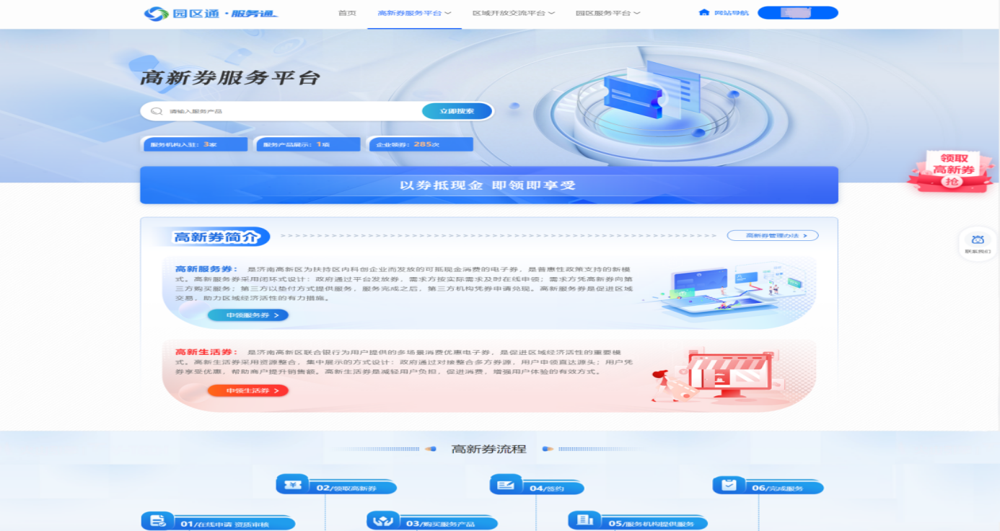 园区通·服务通
首页
高新券服务平台
区域开放交流平台
园区服务平台
网站导航
高新券服务平台
请输入服务产品
立即搜索
服务机构入驻：3家
服务产品展示：1项
企业领券：285次
领取
高新券
抢
以券抵现金 即领即享受
高新券简介
高新券管理办法 >
联系我们
高新服务券：是济南高新区为扶持区内科创企业而发放的可抵现金消费的电子券，是普惠性政策支持的新模
式。高新服务券采用闭环式设计：政府通过平台发放券，需求方按实际需求及时在线申领；需求方凭高新券向第
三方购买服务；第三方以垫付方式提供服务，服务完成之后，第三方机构凭券申请兑现。高新服务券是促进区域
交易，助力区域经济活性的有力措施。
申领服务券 >
高新生活券：是济南高新区联合银行为用户提供的多场景消费优惠电子券，是促进区域经济活性的重要模
式。高新生活券采用资源整合，集中展示的方式设计：政府通过对接整合多方券源，用户申领直达源头；用户凭
券享受优惠，帮助商户提升销售额。高新生活券是减轻用户负担，促进消费，增强用户体验的有效方式。
申领生活券 >
高新券流程
02/领取高新券
04/签约
06/完成服务
01/在线申请 资质审核
03/购买服务产品
05/服务机构提供服务